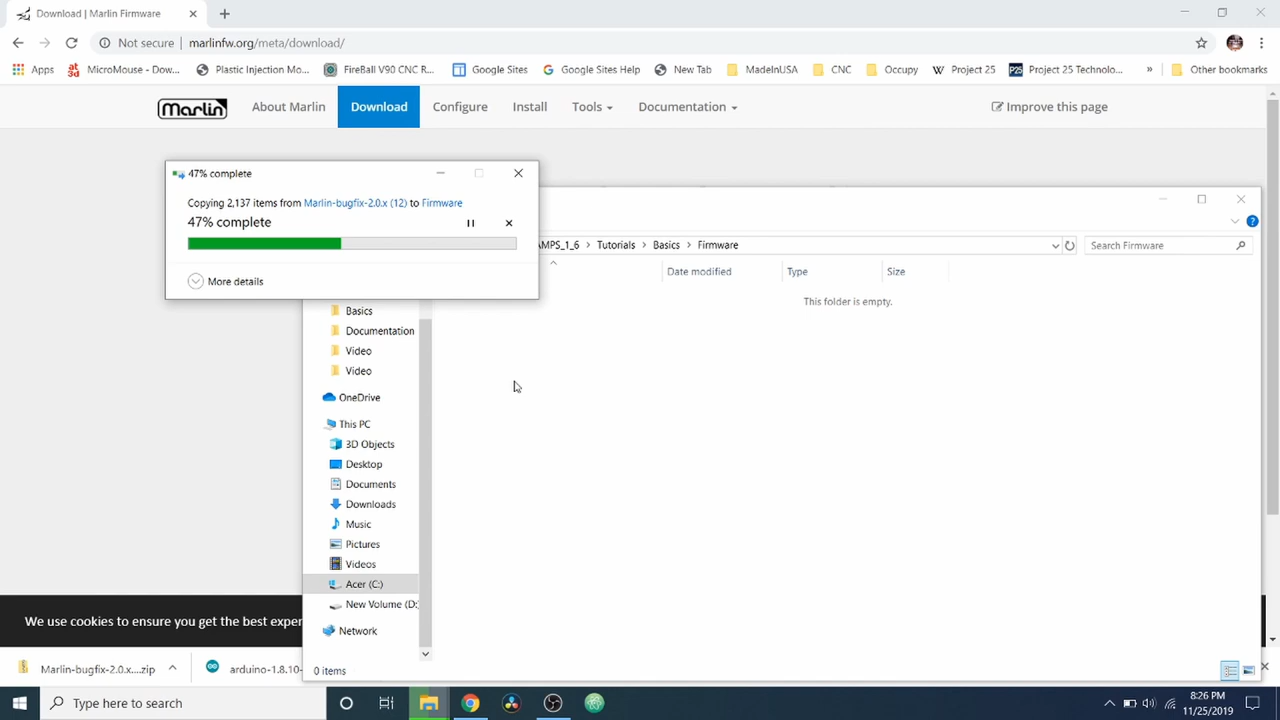 Download | Marlin Firmware
Not secure | marlinfw.org/meta/download/
Apps MicroMouse - Dow... Plastic Injection Mo... FireBall V90 CNC R... Google Sites Google Sites Help New Tab MadeInUSA CNC Occupy Project 25 Project 25 Technolo... » Other bookmarks
Marlin About Marlin Download Configure Install Tools Documentation Improve this page
47% complete
Copying 2,137 items from Marlin-bugfix-2.0.x (12) to Firmware
47% complete
More details
AMPS_1_6 > Tutorials > Basics > Firmware Search Firmware
Date modified Type Size
This folder is empty.
Basics
Documentation
Video
Video
OneDrive
This PC
3D Objects
Desktop
Documents
Downloads
Music
Pictures
Videos
Acer (C:)
New Volume (D:
Network
0 items
We use cookies to ensure you get the best exper
Marlin-bugfix-2.0.x....zip arduino-1.8.10-
Type here to search
8:26 PM
11/25/2019